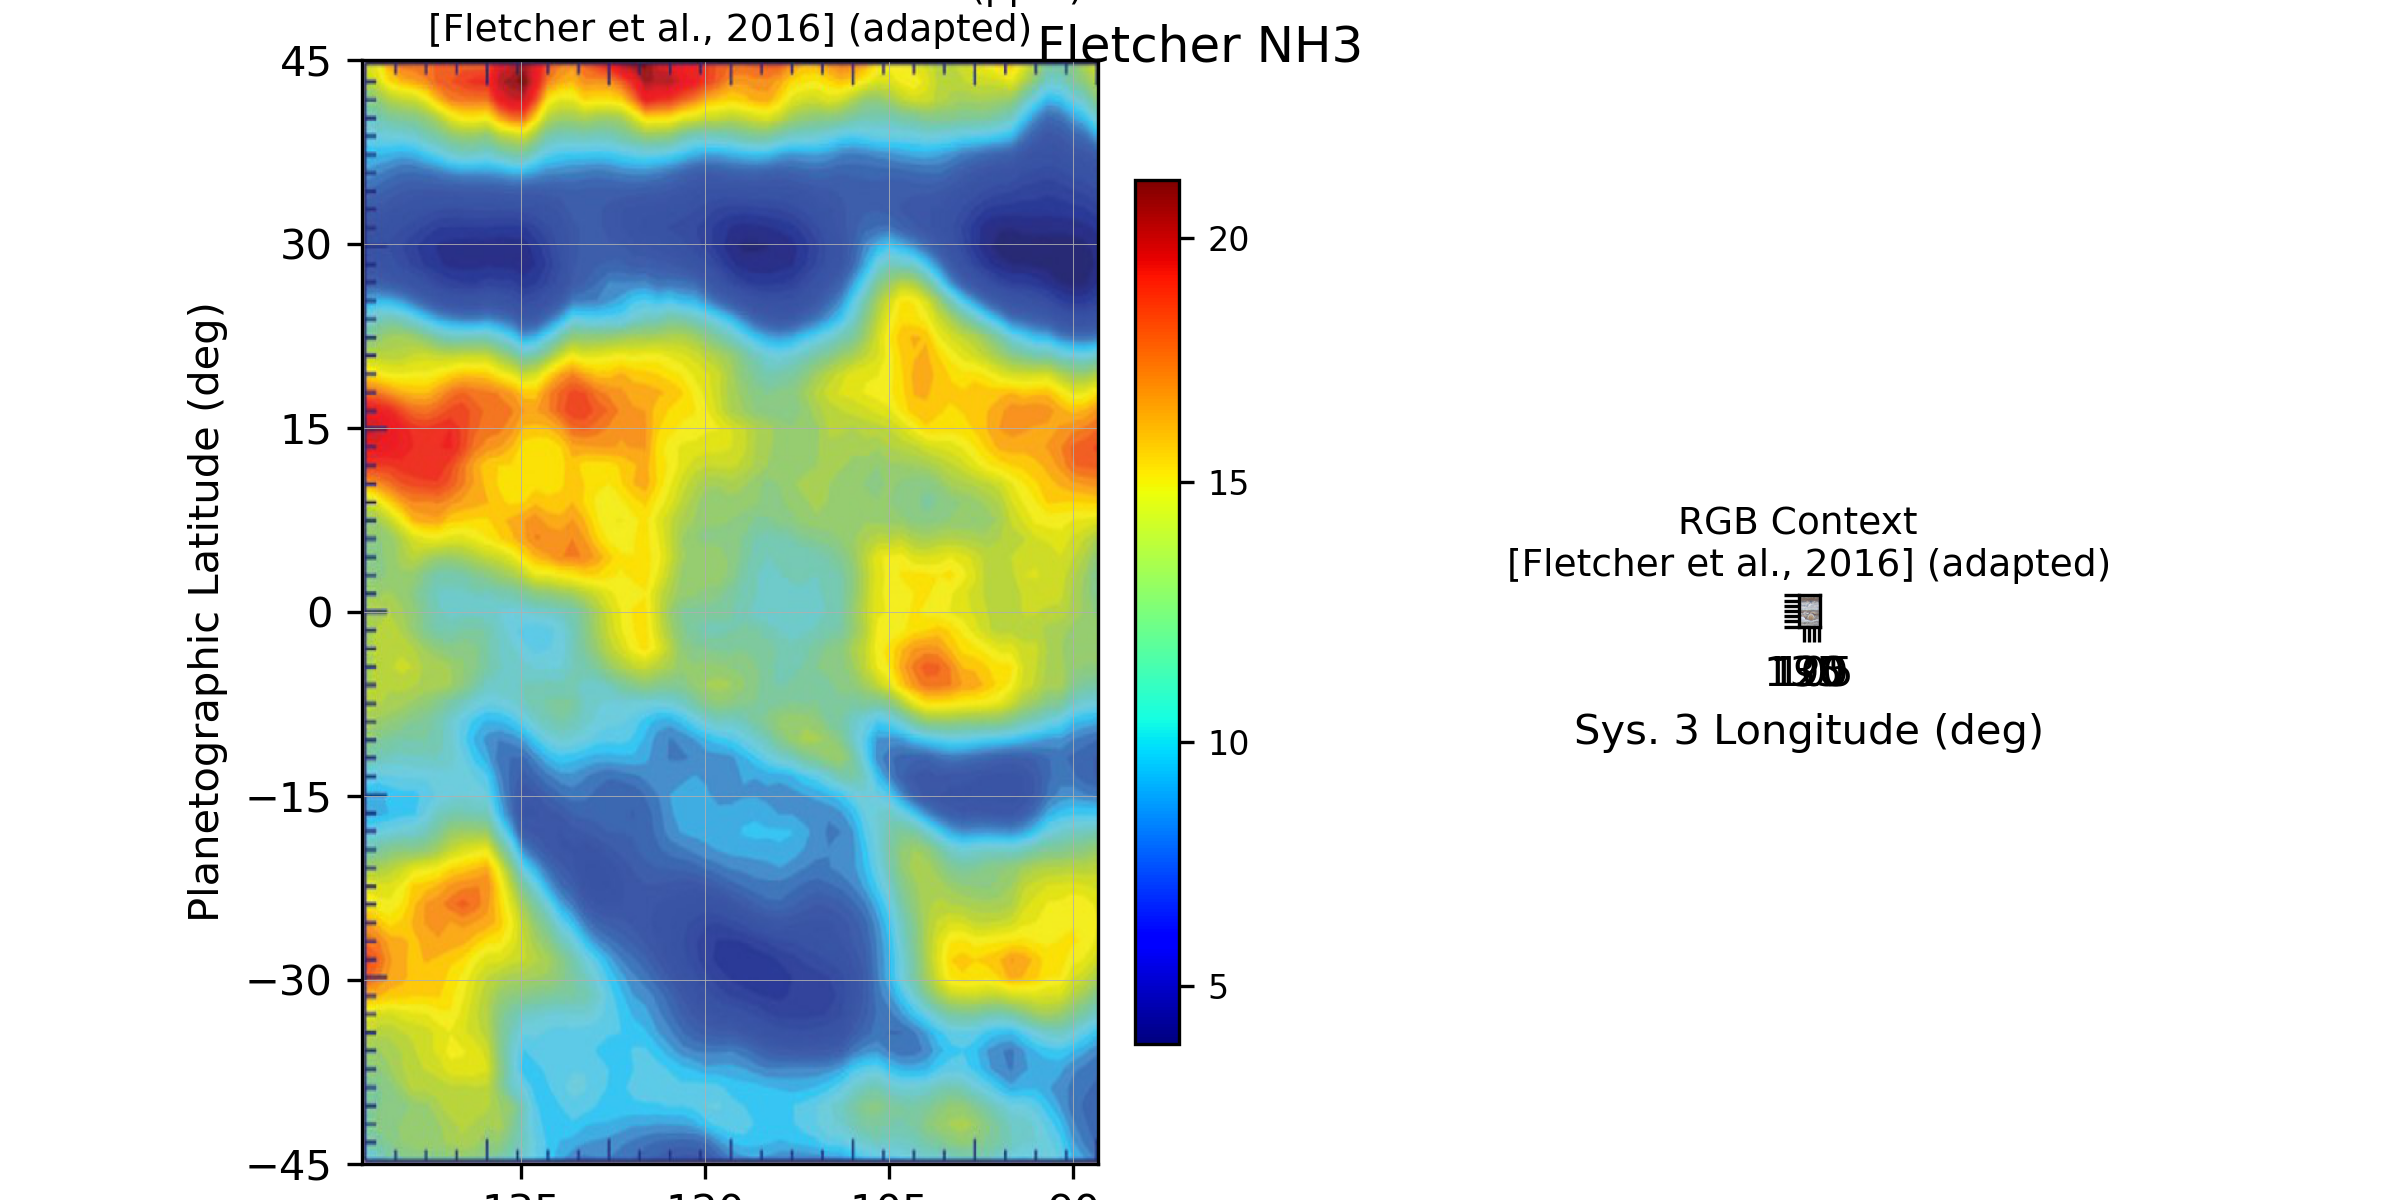 [Fletcher et al., 2016] (adapted)
Fletcher NH3
45
30
15
0
−15
−30
−45
Planetographic Latitude (deg)
20
15
10
5
RGB Context
[Fletcher et al., 2016] (adapted)
Sys. 3 Longitude (deg)